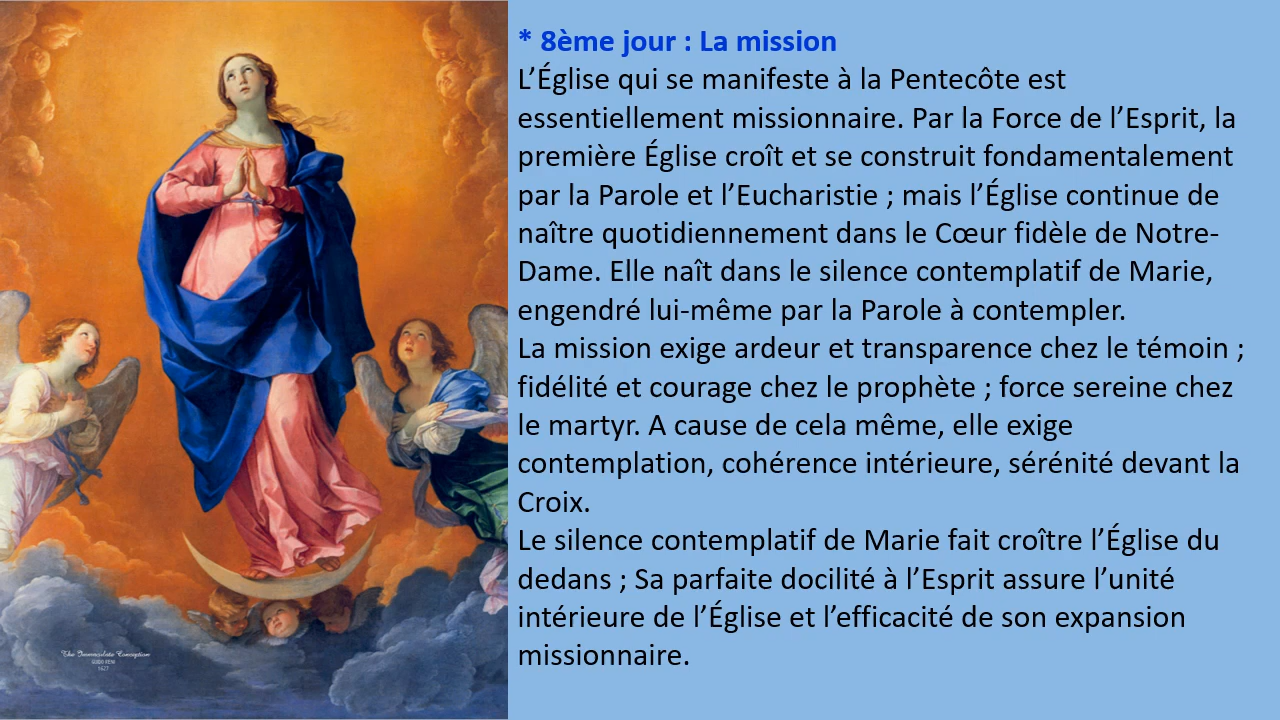 * 8ème jour : La mission
L’Église qui se manifeste à la Pentecôte est
essentiellement missionnaire. Par la Force de l’Esprit, la
première Église croît et se construit fondamentalement
par la Parole et l’Eucharistie ; mais l’Église continue de
naître quotidiennement dans le Cœur fidèle de Notre-
Dame. Elle naît dans le silence contemplatif de Marie,
engendré lui-même par la Parole à contempler.
La mission exige ardeur et transparence chez le témoin ;
fidélité et courage chez le prophète ; force sereine chez
le martyr. A cause de cela même, elle exige
contemplation, cohérence intérieure, sérénité devant la
Croix.
Le silence contemplatif de Marie fait croître l’Église du
dedans ; Sa parfaite docilité à l’Esprit assure l’unité
intérieure de l’Église et l’efficacité de son expansion
missionnaire.
The Immaculate Conception
GUIDO RENI
1627